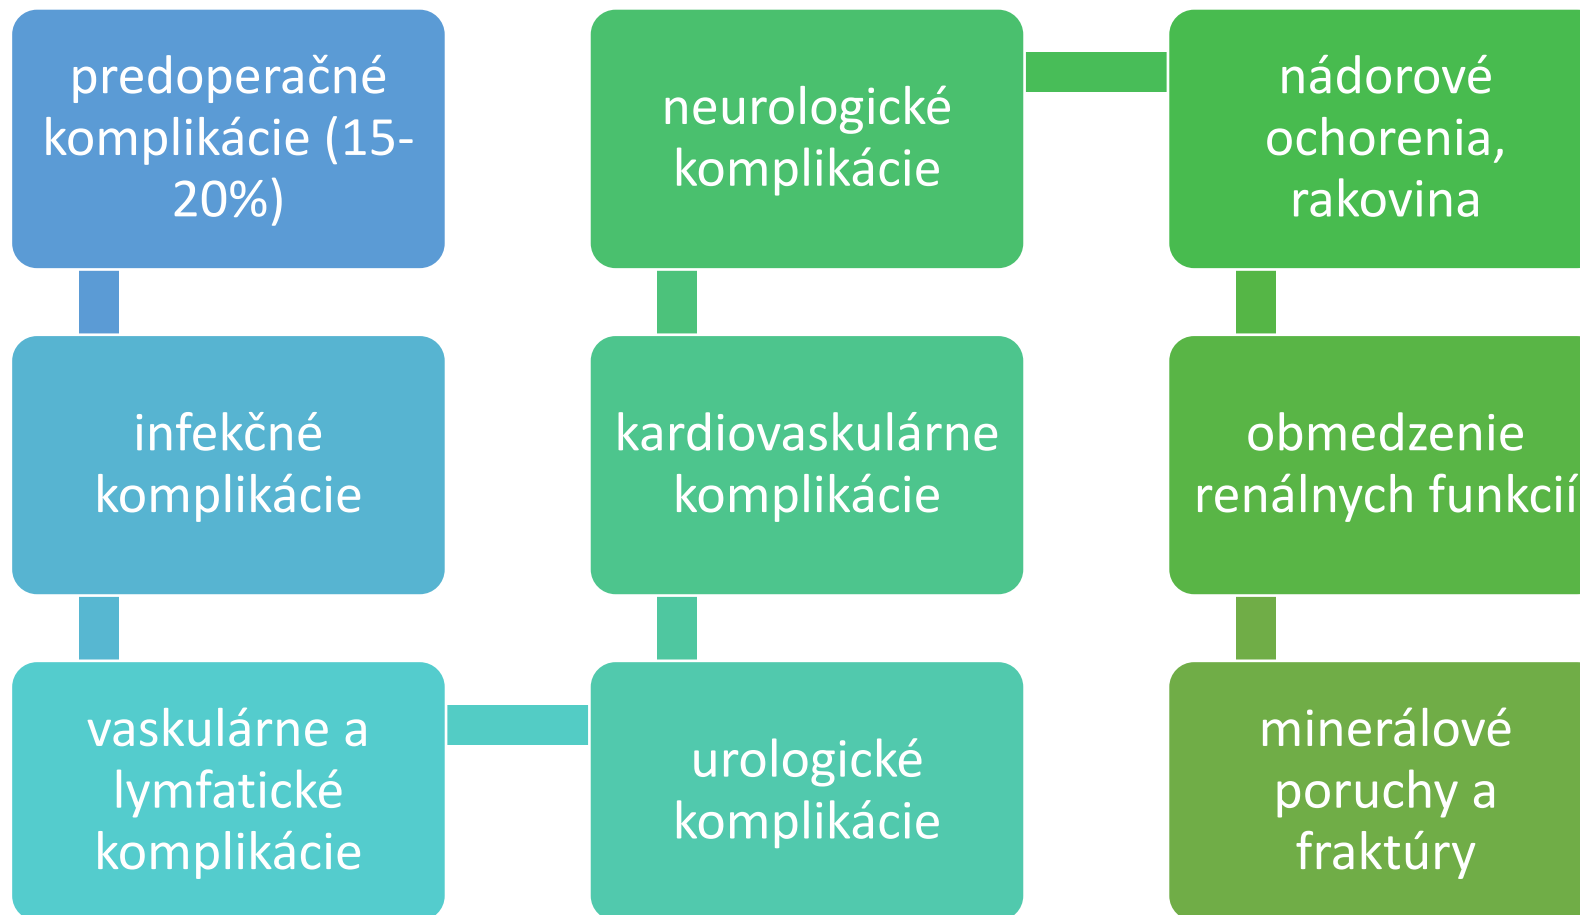 predoperačné
komplikácie (15-
20%)
infekčné
komplikácie
vaskulárne a
lymfatické
komplikácie
urologické
komplikácie
kardiovaskulárne
komplikácie
neurologické
komplikácie
nádorové
ochorenia,
rakovina
obmedzenie
renálnych funkcií
minerálové
poruchy a
fraktúry